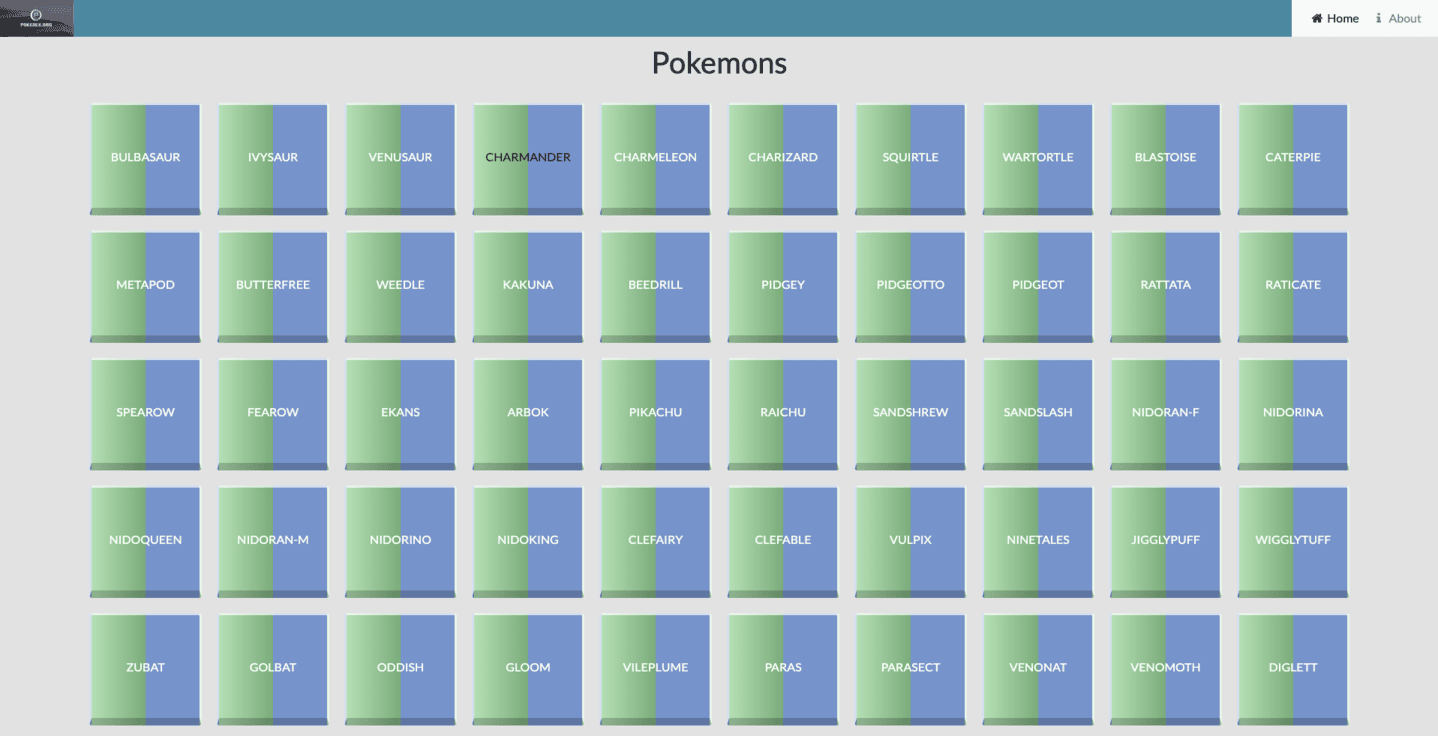 Home About
Pokemons
BULBASAUR IVYSAUR VENUSAUR CHARMANDER CHARMELEON CHARIZARD SQUIRTLE WARTORTLE BLASTOISE CATERPIE
METAPOD BUTTERFREE WEEDLE KAKUNA BEEDRILL PIDGEY PIDGEOTTO PIDGEOT RATTATA RATICATE
SPEAROW FEAROW EKANS ARBOK PIKACHU RAICHU SANDSHREW SANDSLASH NIDORAN-F NIDORINA
NIDOQUEEN NIDORAN-M NIDORINO NIDOKING CLEFAIRY CLEFABLE VULPIX NINETALES JIGGLYPUFF WIGGLYTUFF
ZUBAT GOLBAT ODDISH GLOOM VILEPLUME PARAS PARASECT VENONAT VENOMOTH DIGLETT